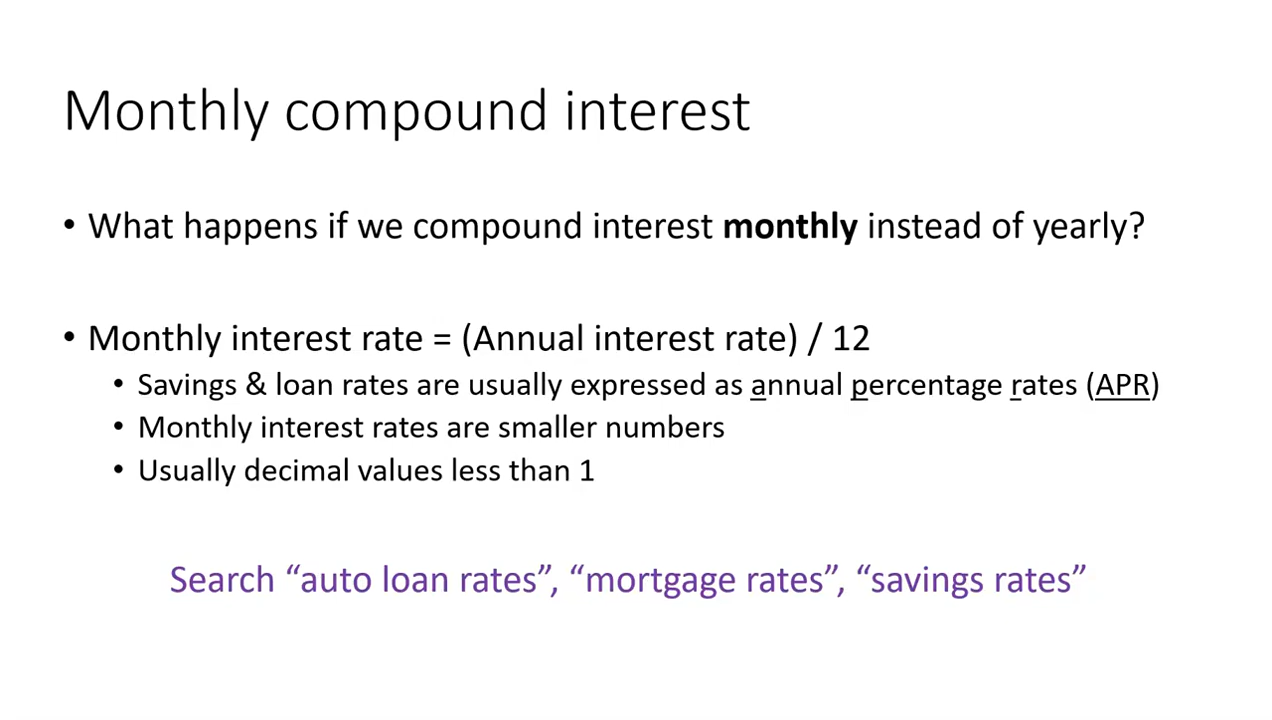 Monthly compound interest
• What happens if we compound interest monthly instead of yearly?
• Monthly interest rate = (Annual interest rate) / 12
• Savings & loan rates are usually expressed as annual percentage rates (APR)
• Monthly interest rates are smaller numbers
• Usually decimal values less than 1
Search “auto loan rates”, “mortgage rates”, “savings rates”